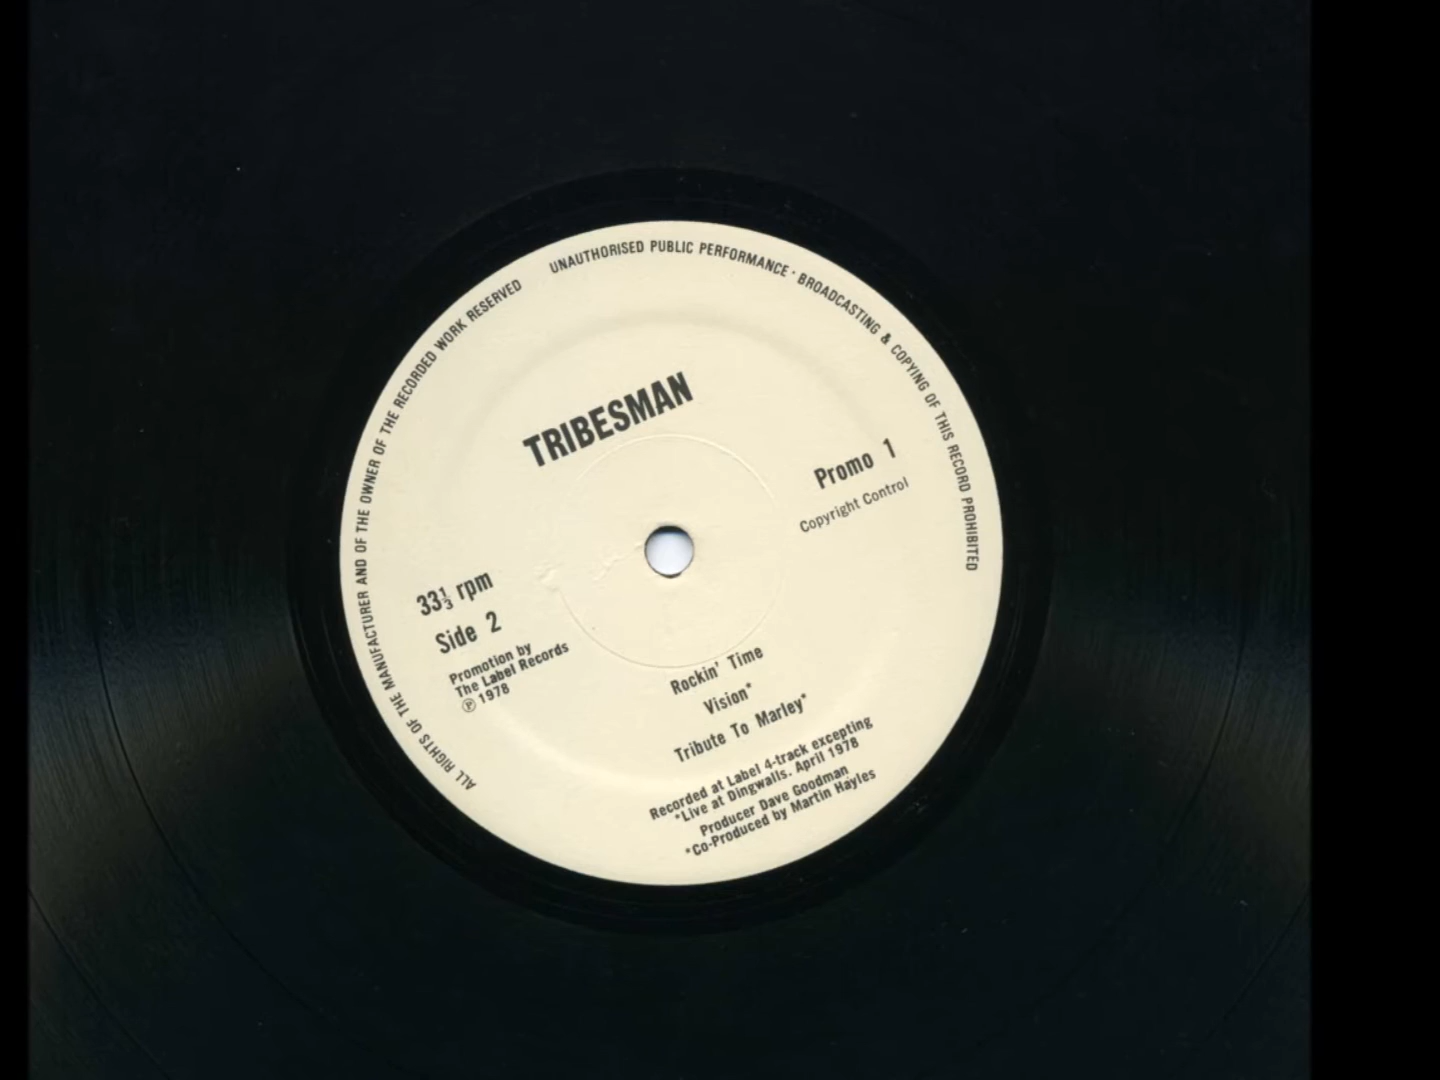 ALL RIGHTS OF THE MANUFACTURER AND OF THE OWNER OF THE RECORDED WORK RESERVED
UNAUTHORISED PUBLIC PERFORMANCE · BROADCASTING & COPYING OF THIS RECORD PROHIBITED
TRIBESMAN
Promo 1
Copyright Control
33⅓ rpm
Side 2
Promotion by
The Label Records
℗ 1978
Rockin' Time
Vision*
Tribute To Marley*
Recorded at Label 4-track excepting
*Live at Dingwalls. April 1978
Producer Dave Goodman
*Co-Produced by Martin Hayles